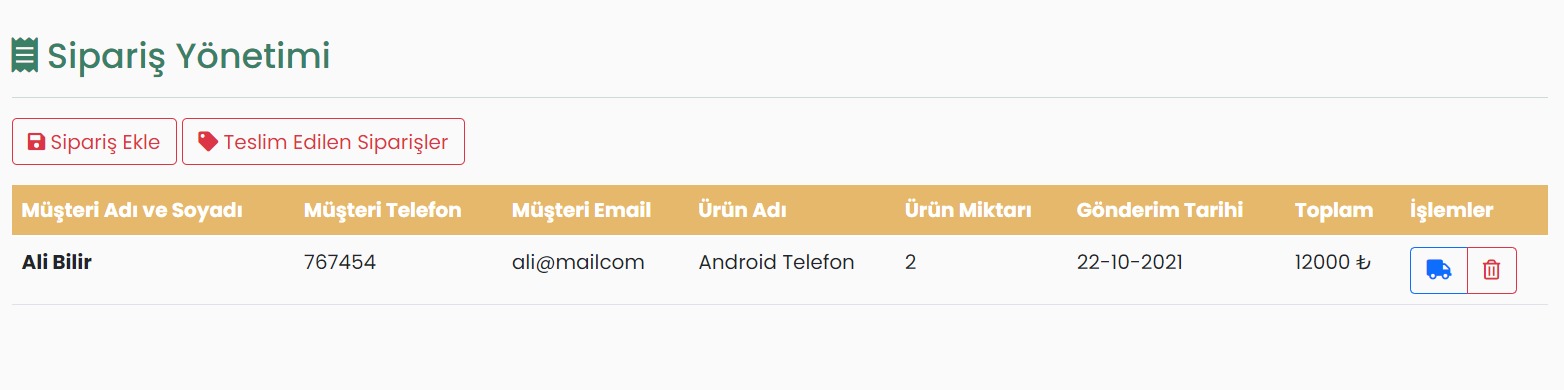 Sipariş Yönetimi
Sipariş Ekle Teslim Edilen Siparişler
Müşteri Adı ve Soyadı Müşteri Telefon Müşteri Email Ürün Adı Ürün Miktarı Gönderim Tarihi Toplam İşlemler
Ali Bilir 767454 ali@mailcom Android Telefon 2 22-10-2021 12000 ₺